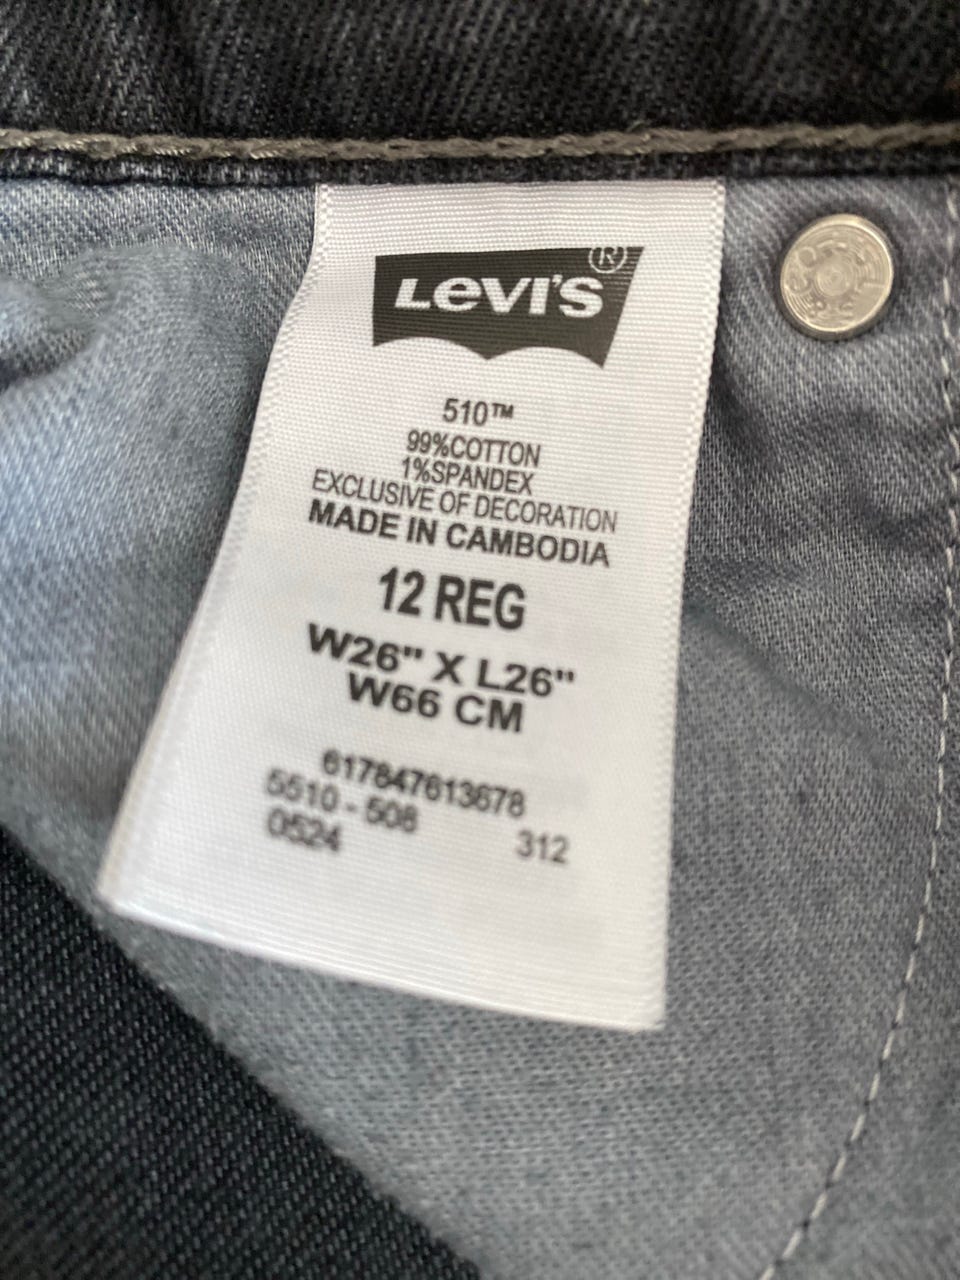 LEVI'S®
510™
99%COTTON
1%SPANDEX
EXCLUSIVE OF DECORATION
MADE IN CAMBODIA
12 REG
W26" X L26"
W66 CM
617847613678
5510 - 508
0524 312